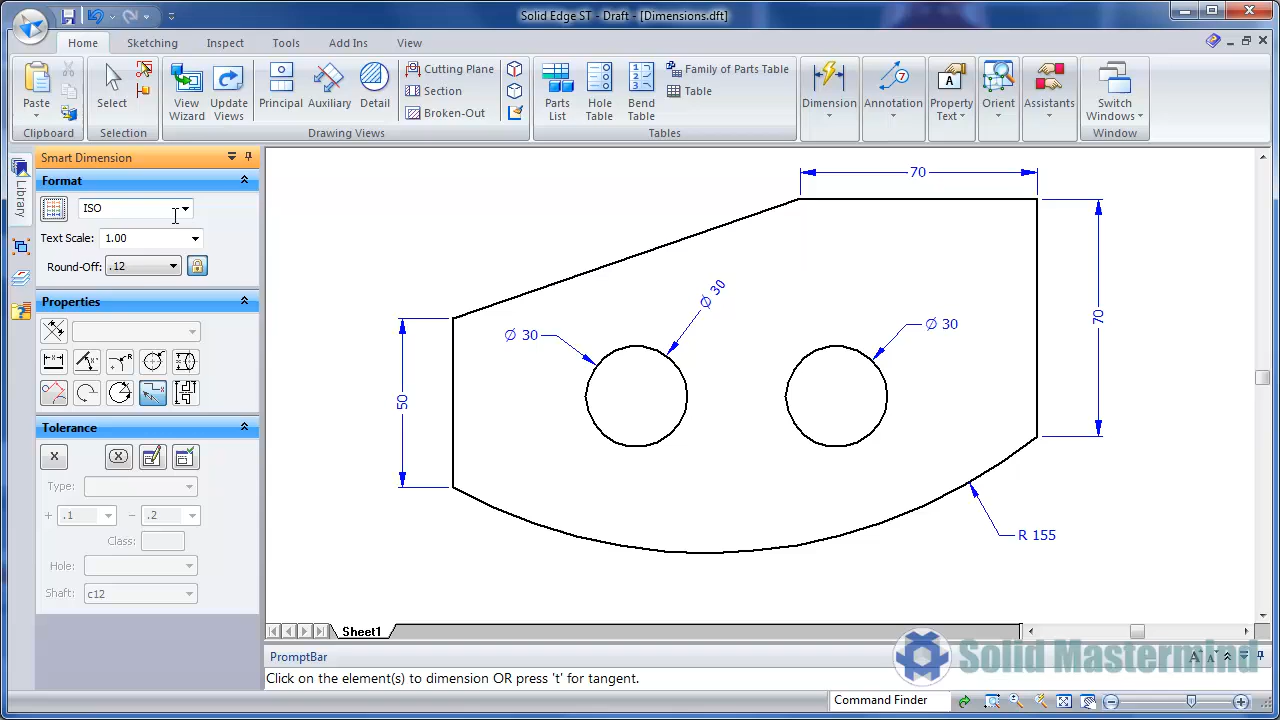 Solid Edge ST - Draft - [Dimensions.dft]
Home Sketching Inspect Tools Add Ins View
Paste
Clipboard
Select
Selection
View Wizard
Update Views
Principal
Auxiliary
Detail
Cutting Plane
Section
Broken-Out
Drawing Views
Parts List
Hole Table
Bend Table
Family of Parts Table
Table
Tables
Dimension
Annotation
Property Text
Orient
Assistants
Switch Windows
Window
Library
Smart Dimension
Format
ISO
Text Scale: 1.00
Round-Off: .12
Properties
Tolerance
Type:
+ .1 - .2
Class:
Hole:
Shaft: c12
70
70
50
Ø 30
Ø 30
Ø 30
R 155
Sheet1
PromptBar
Click on the element(s) to dimension OR press 't' for tangent.
Solid Mastermind
Command Finder